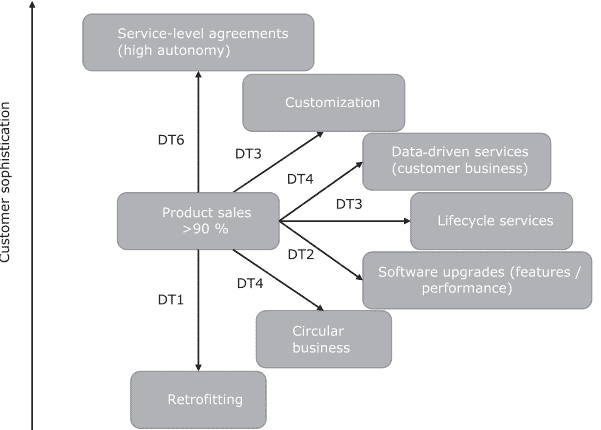 Customer sophistication
Service-level agreements
(high autonomy)
Customization
DT6
DT3
Data-driven services
(customer business)
DT4
Product sales
>90 %
DT3
Lifecycle services
DT2
Software upgrades (features /
performance)
DT1
DT4
Circular
business
Retrofitting